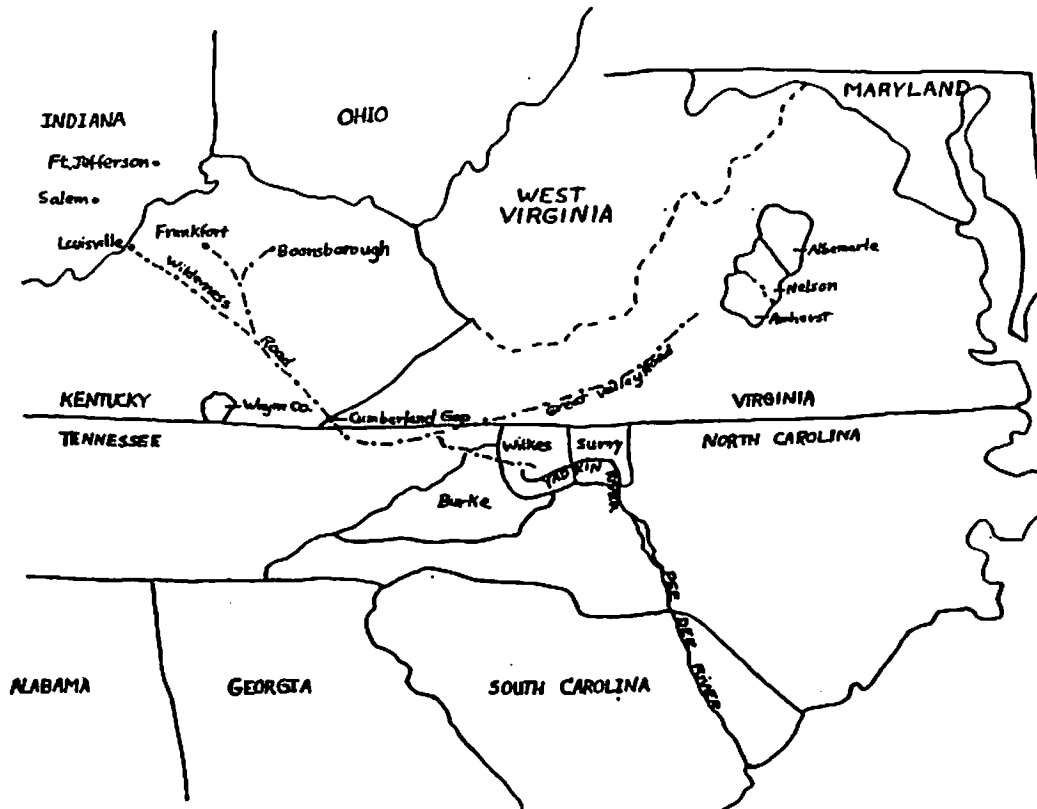 INDIANA
OHIO
MARYLAND
Ft. Jefferson
Salem
WEST
VIRGINIA
Louisville
Frankfort
Boonsborough
Wilderness
Road
Albemarle
Nelson
Amherst
KENTUCKY
Wayne Co.
Cumberland Gap
Great Valley Road
VIRGINIA
TENNESSEE
Wilkes
Surry
NORTH CAROLINA
YADKIN
RIVER
Burke
PEE DEE RIVER
ALABAMA
GEORGIA
SOUTH CAROLINA